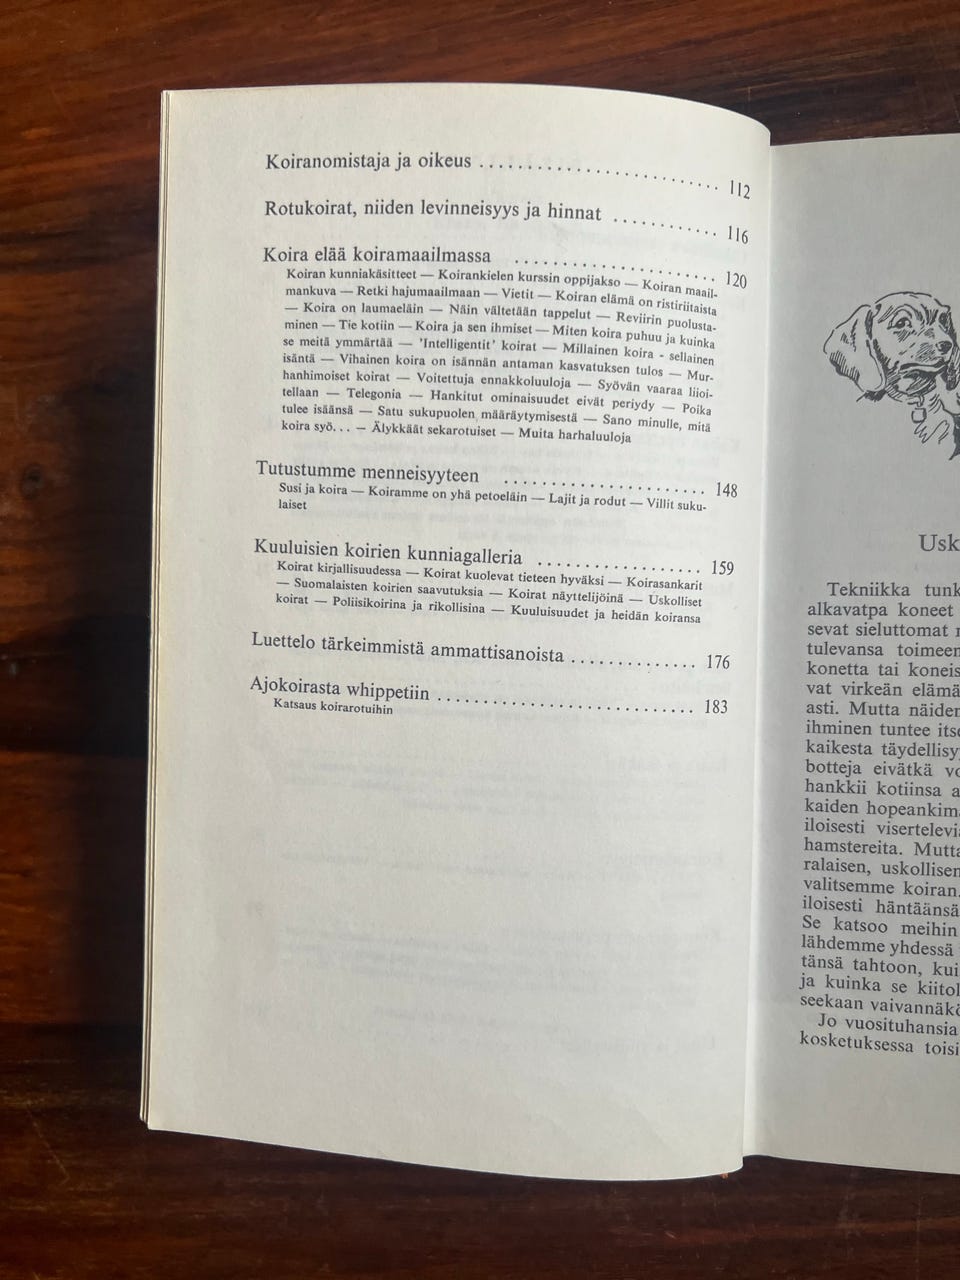 Koiranomistaja ja oikeus . . . . . . . . . . . . . . . . . . . . . . . . . . . 112
Rotukoirat, niiden levinneisyys ja hinnat . . . . . . . . . . . . 116
Koira elää koiramaailmassa . . . . . . . . . . . . . . . . . . . . . . . 120
Koiran kunniakäsitteet — Koirankielen kurssin oppijakso — Koiran maail-
mankuva — Retki hajumaailmaan — Vietit — Koiran elämä on ristiriitaista
— Koira on laumaeläin — Näin vältetään tappelut — Reviirin puolusta-
minen — Tie kotiin — Koira ja sen ihmiset — Miten koira puhuu ja kuinka
se meitä ymmärtää — 'Intelligentit' koirat — Millainen koira - sellainen
isäntä — Vihainen koira on isännän antaman kasvatuksen tulos — Mur-
hanhimoiset koirat — Voitettuja ennakkoluuloja — Syövän vaaraa liioi-
tellaan — Telegonia — Hankitut ominaisuudet eivät periydy — Poika
tulee isäänsä — Satu sukupuolen määräytymisestä — Sano minulle, mitä
koira syö. . . — Älykkäät sekarotuiset — Muita harhaluuloja
Tutustumme menneisyyteen . . . . . . . . . . . . . . . . . . . . . . 148
Susi ja koira — Koiramme on yhä petoeläin — Lajit ja rodut — Villit suku-
laiset
Kuuluisien koirien kunniagalleria . . . . . . . . . . . . . . . . . . 159
Koirat kirjallisuudessa — Koirat kuolevat tieteen hyväksi — Koirasankarit
— Suomalaisten koirien saavutuksia — Koirat näyttelijöinä — Uskolliset
koirat — Poliisikoirina ja rikollisina — Kuuluisuudet ja heidän koiransa
Luettelo tärkeimmistä ammattisanoista . . . . . . . . . . . . . . 176
Ajokoirasta whippetiin . . . . . . . . . . . . . . . . . . . . . . . . . . . . 183
Katsaus koirarotuihin
Usk
Tekniikka tunk
alkavatpa koneet
sevat sieluttomat
tulevansa toimeen
konetta tai koneis
vat virkeän elämä
asti. Mutta näiden
ihminen tuntee itse
kaikesta täydellisy
botteja eivätkä vo
hankkii kotiinsa a
kaiden hopeankim
iloisesti viserteleviä
hamstereita. Mutta
ralaisen, uskollisen
valitsemme koiran.
iloisesti häntäänsä
Se katsoo meihin
lähdemme yhdessä
tänsä tahtoon, kui
ja kuinka se kiitol
seekaan vaivannäkö
Jo vuosituhansia
kosketuksessa toisi